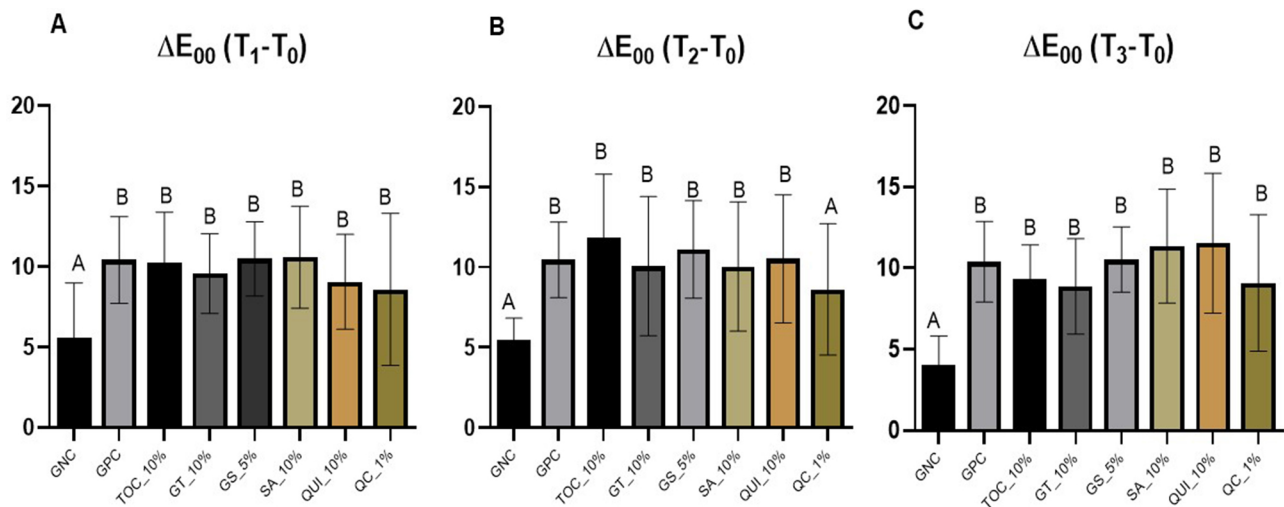 A
ΔE₀₀ (T₁-T₀)
20
15
10
5
0
A
B
B
B
B
B
B
B
GNC
GPC
TOC_10%
GT_10%
GS_5%
SA_10%
QUI_10%
QC_1%
B
ΔE₀₀ (T₂-T₀)
20
15
10
5
0
A
B
B
B
B
B
B
A
GNC
GPC
TOC_10%
GT_10%
GS_5%
SA_10%
QUI_10%
QC_1%
C
ΔE₀₀ (T₃-T₀)
20
15
10
5
0
A
B
B
B
B
B
B
B
GNC
GPC
TOC_10%
GT_10%
GS_5%
SA_10%
QUI_10%
QC_1%